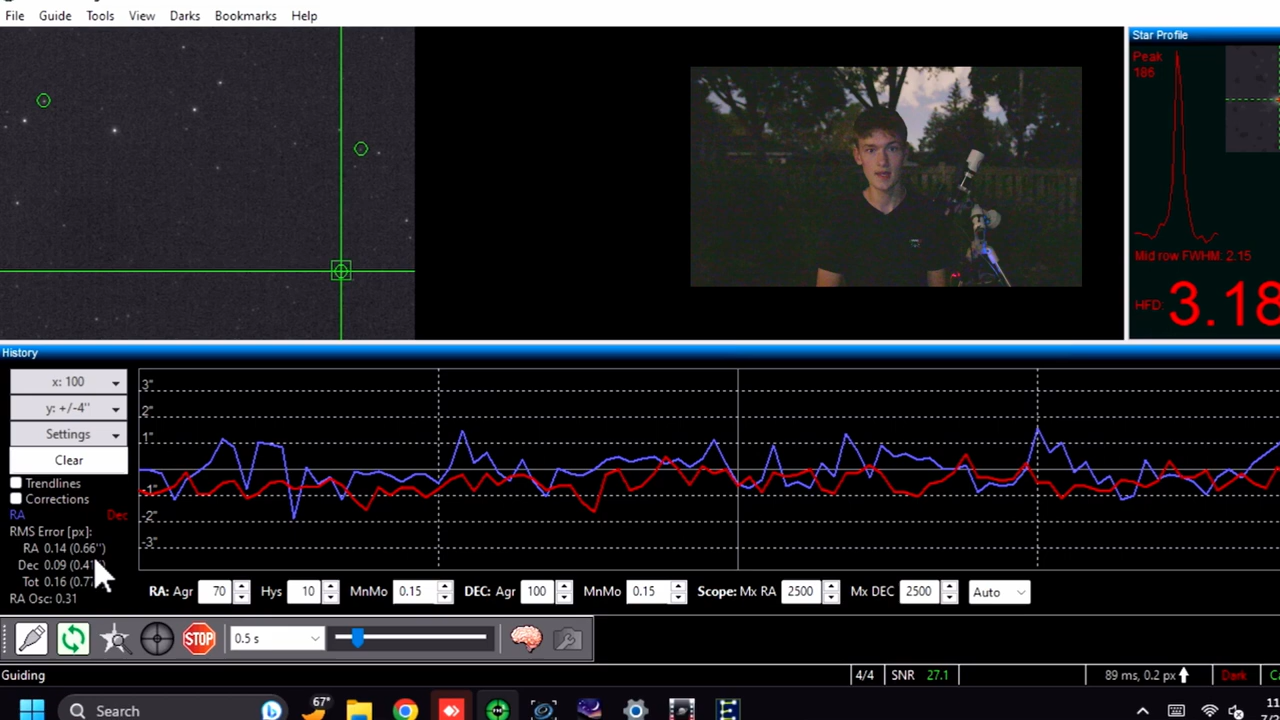 File Guide Tools View Darks Bookmarks Help
Star Profile
Peak
186
Mid row FWHM: 2.15
HFD: 3.18
History
x: 100
y: +/-4"
Settings
Clear
Trendlines
Corrections
RA Dec
RMS Error [px]:
RA 0.14 (0.66")
Dec 0.09 (0.41
Tot 0.16 (0.77
RA Osc: 0.31
3"
2"
1"
-1"
-2"
-3"
RA: Agr 70 Hys 10 MnMo 0.15 DEC: Agr 100 MnMo 0.15 Scope: Mx RA 2500 Mx DEC 2500 Auto
STOP 0.5 s
Guiding 4/4 SNR 27.1 89 ms, 0.2 px Dark
Search 67°